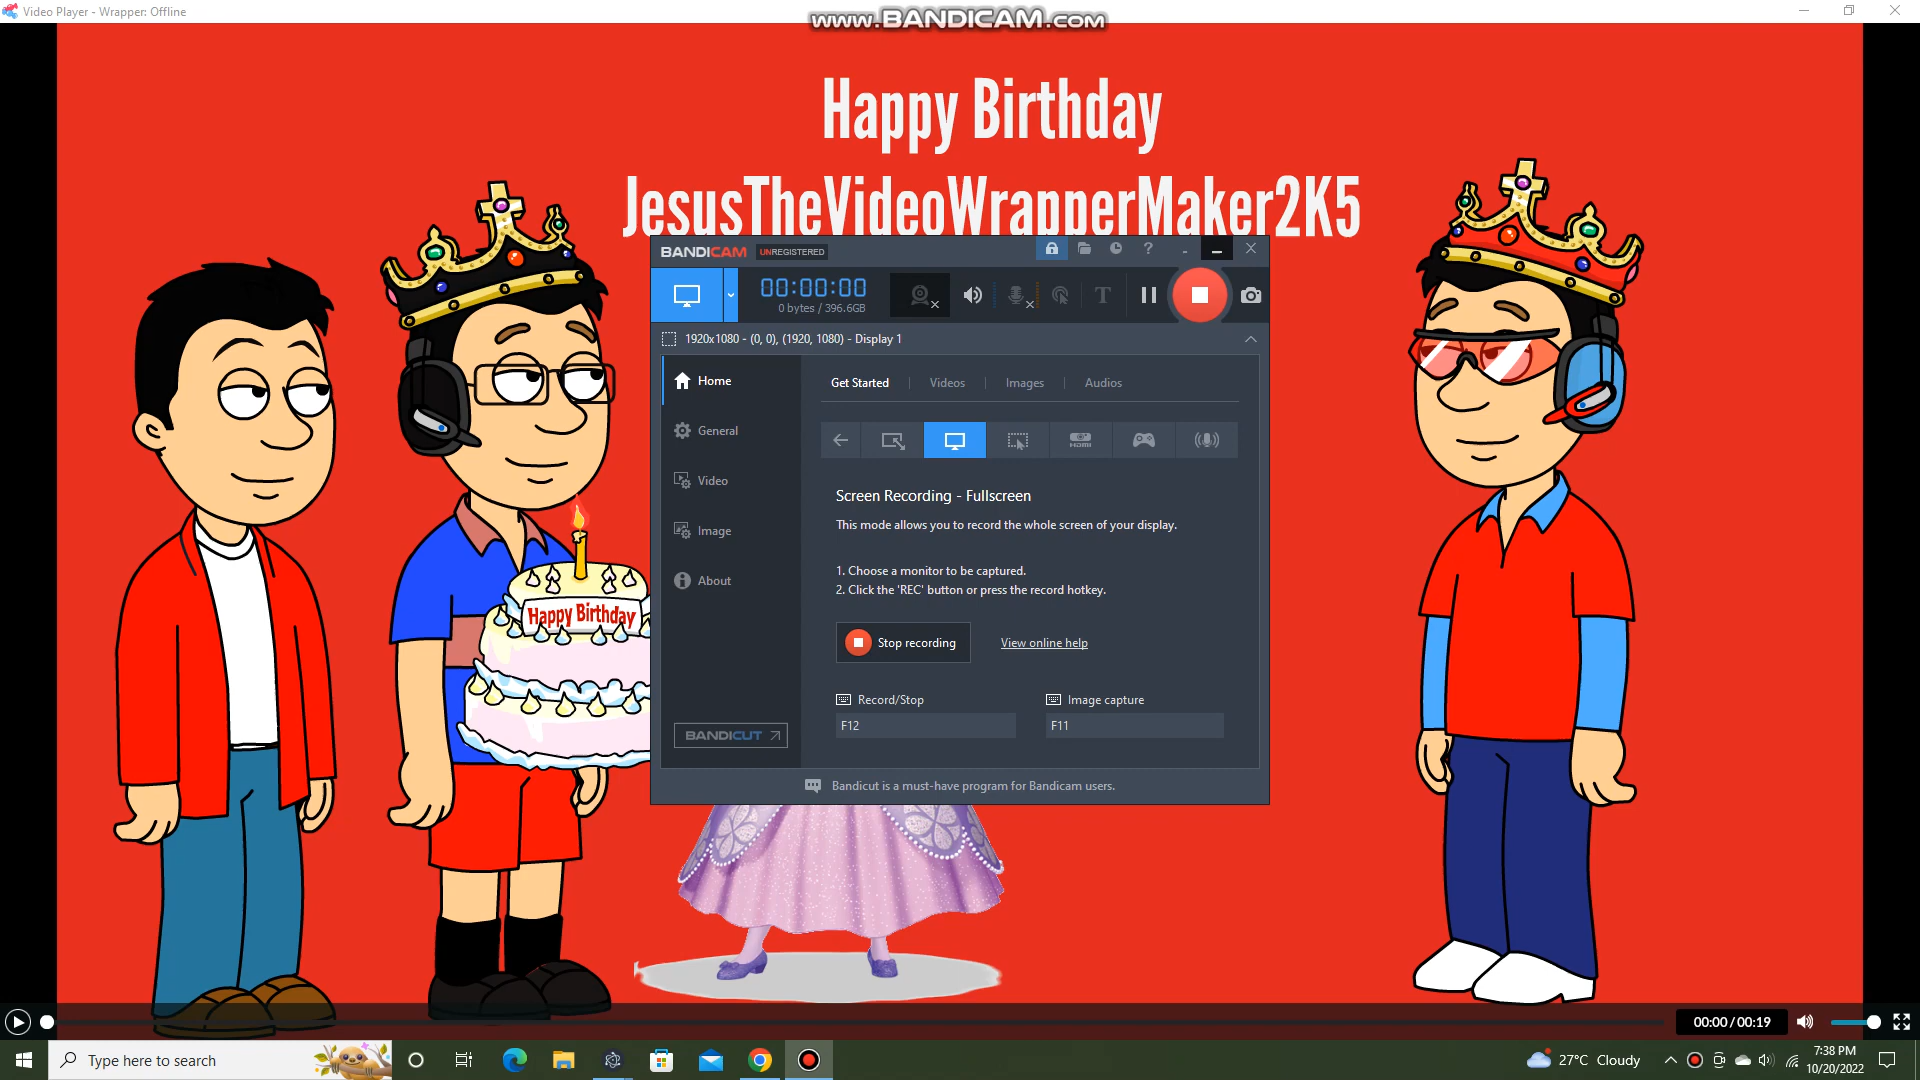 Video Player - Wrapper: Offline
www.BANDICAM.com
Happy Birthday
JesusTheVideoWrapperMaker2K5
BANDICAM UNREGISTERED
?
00:00:00
0 bytes / 396.6GB
T
1920x1080 - (0, 0), (1920, 1080) - Display 1
Home
General
Video
Image
About
BANDICUT
Get Started
Videos
Images
Audios
HDMI
Screen Recording - Fullscreen
This mode allows you to record the whole screen of your display.
1. Choose a monitor to be captured.
2. Click the 'REC' button or press the record hotkey.
Stop recording
View online help
Record/Stop
Image capture
F12
F11
Bandicut is a must-have program for Bandicam users.
Happy Birthday
00:00 / 00:19
Type here to search
27°C Cloudy
7:38 PM
10/20/2022